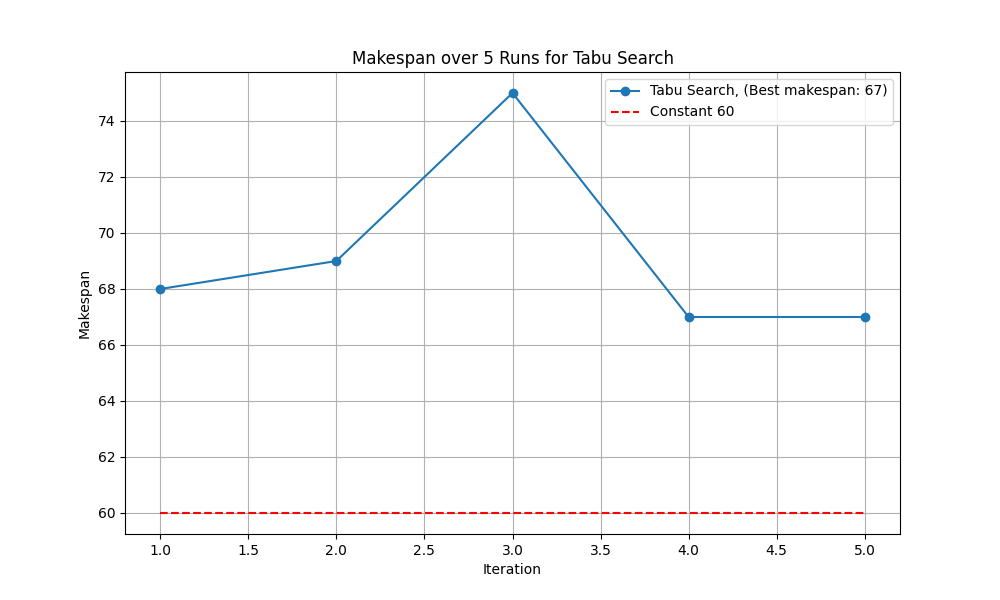 Makespan over 5 Runs for Tabu Search
Tabu Search, (Best makespan: 67)
Constant 60
Makespan
74
72
70
68
66
64
62
60
1.0 1.5 2.0 2.5 3.0 3.5 4.0 4.5 5.0
Iteration